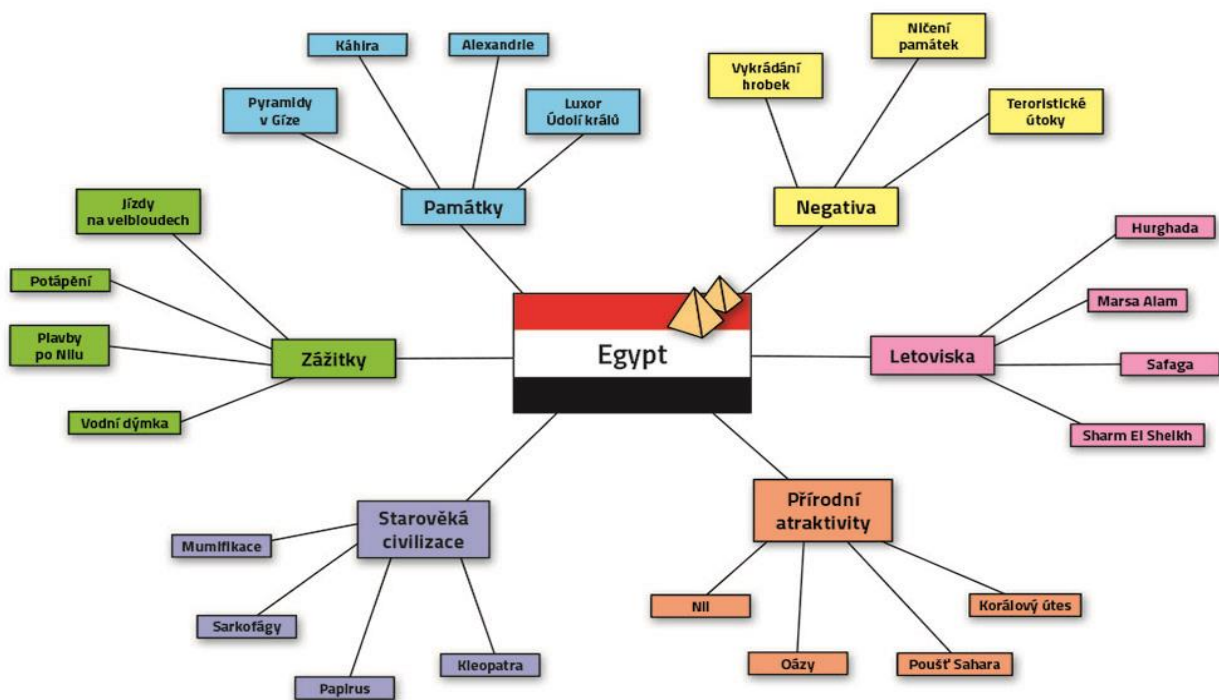 Káhira
Alexandrie
Pyramidy
v Gíze
Luxor
Údolí králů
Památky
Ničení
památek
Vykrádání
hrobek
Teroristické
útoky
Negativa
Jízdy
na velbloudech
Potápění
Plavby
po Nilu
Vodní dýmka
Zážitky
Egypt
Letoviska
Hurghada
Marsa Alam
Safaga
Sharm El Sheikh
Starověká
civilizace
Mumifikace
Sarkofágy
Papirus
Kleopatra
Přírodní
atraktivity
Nil
Oázy
Poušť Sahara
Korálový útes